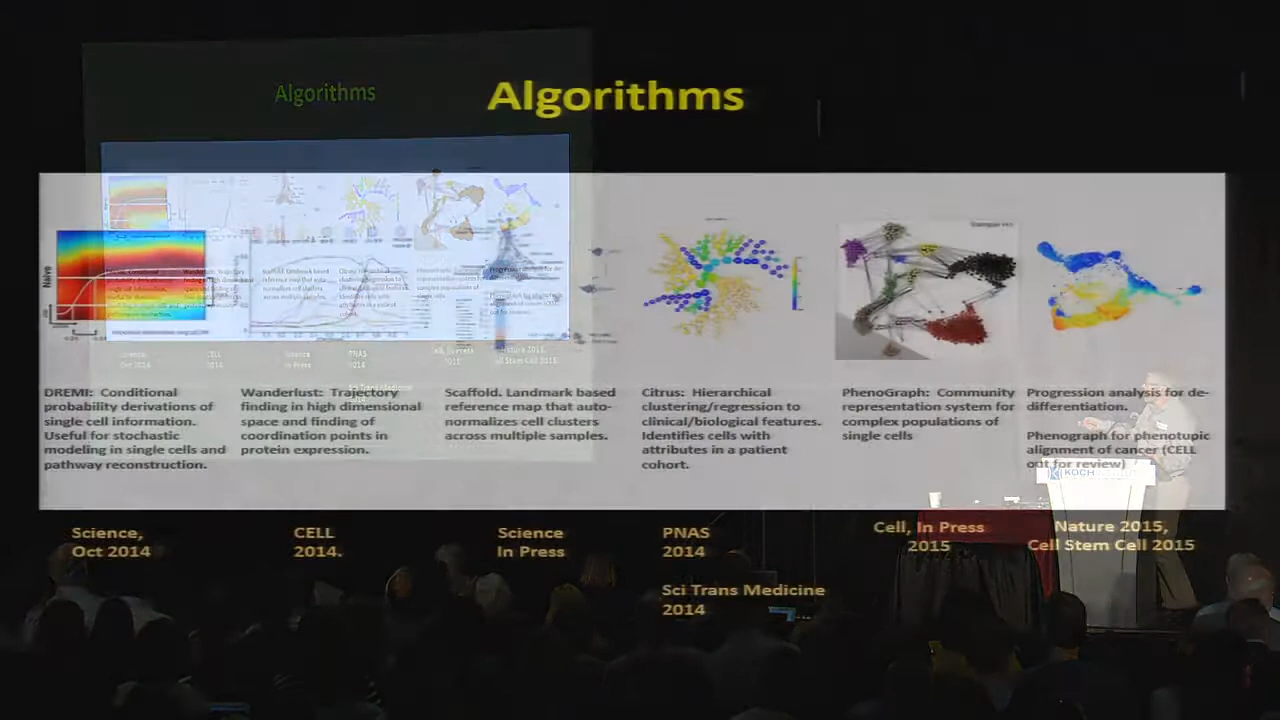 Algorithms
Algorithms
Naive
DREMI: Conditional
probability derivations of
single cell information.
Useful for stochastic
modeling in single cells and
pathway reconstruction.
Wanderlust: Trajectory
finding in high dimensional
space and finding of
coordination points in
protein expression.
Scaffold. Landmark based
reference map that auto-
normalizes cell clusters
across multiple samples.
Citrus: Hierarchical
clustering/regression to
clinical/biological features.
Identifies cells with
attributes in a patient
cohort.
PhenoGraph: Community
representation system for
complex populations of
single cells
Progression analysis for de-
differentiation.
Phenograph for phenotupic
alignment of cancer (CELL
out for review)
KOCH
Science,
Oct 2014
CELL
2014.
Science
In Press
PNAS
2014
Sci Trans Medicine
2014
Cell, In Press
2015
Nature 2015,
Cell Stem Cell 2015